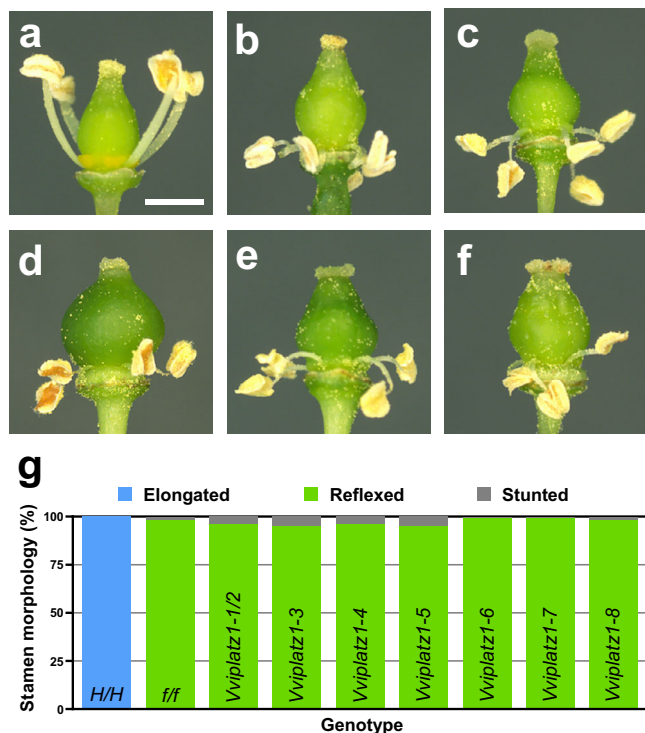 a
b
c
d
e
f
g
Elongated Reflexed Stunted
Stamen morphology (%)
100
75
50
25
0
H/H
f/f
Vviplatz1-1/2
Vviplatz1-3
Vviplatz1-4
Vviplatz1-5
Vviplatz1-6
Vviplatz1-7
Vviplatz1-8
Genotype